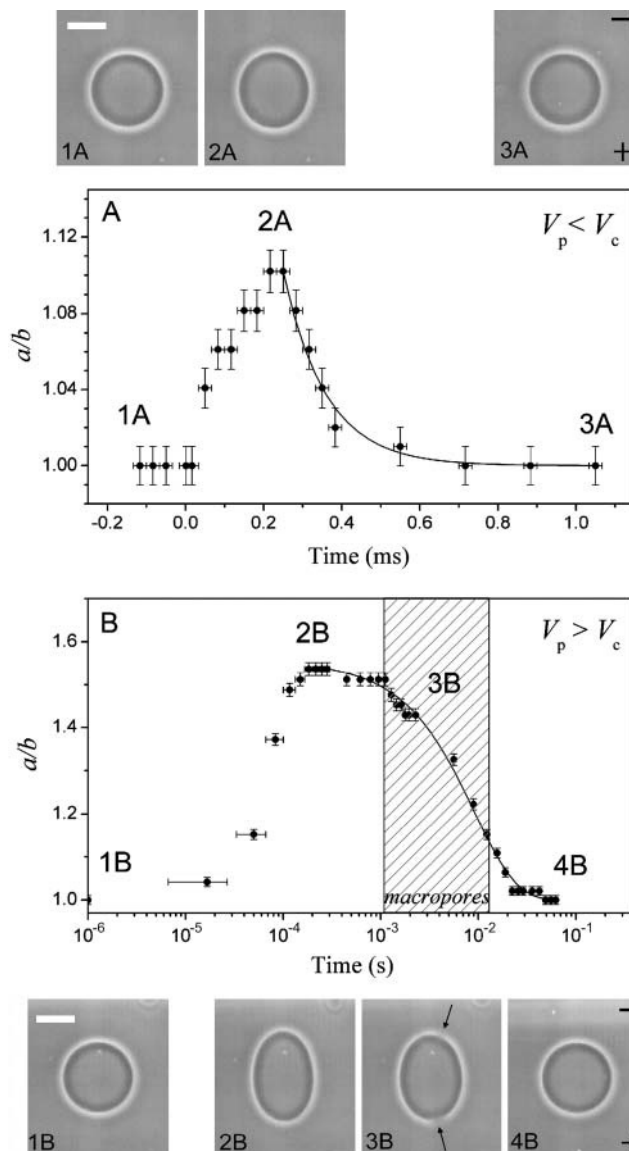 1A 2A 3A − +
A 2A V_p < V_c
1.12
1.08
a/b
1.04
1A 3A
1.00
-0.2 0.0 0.2 0.4 0.6 0.8 1.0
Time (ms)
B 2B V_p > V_c
1.6
3B
1.4
a/b
1.2
1B 4B
1.0 macropores
10^-6 10^-5 10^-4 10^-3 10^-2 10^-1
Time (s)
1B 2B 3B 4B − −